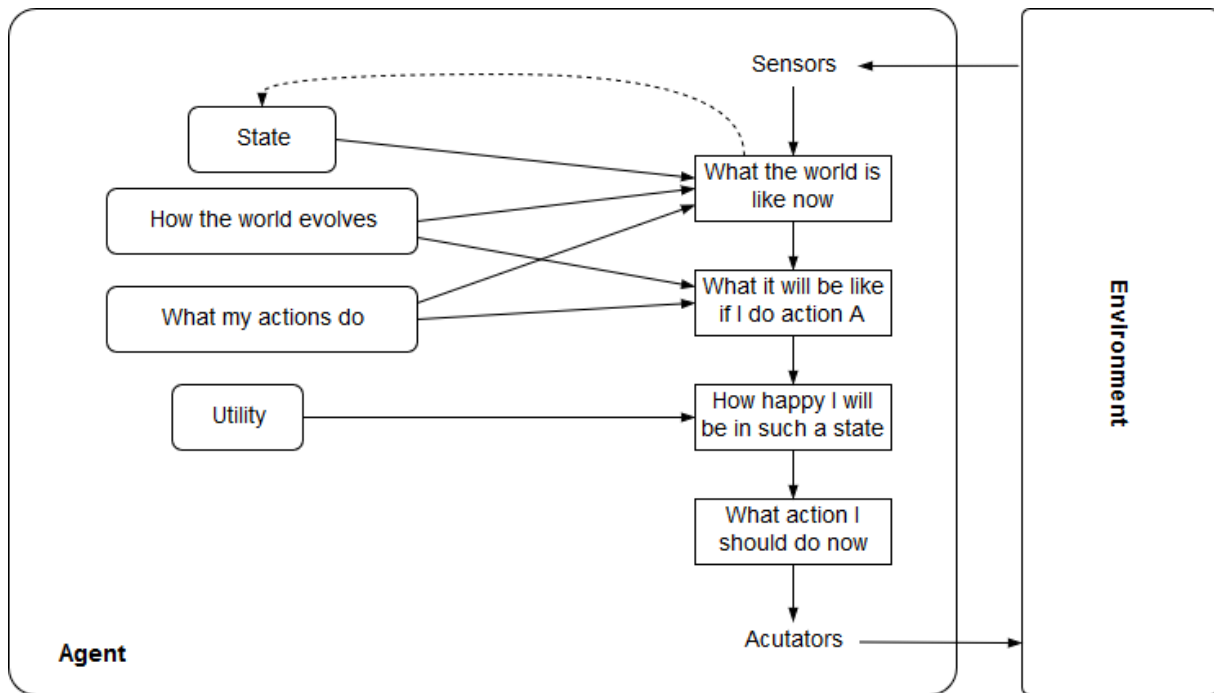 Sensors
State
What the world is
like now
How the world evolves
What it will be like
if I do action A
What my actions do
How happy I will
be in such a state
Utility
What action I
should do now
Acutators
Agent
Environment